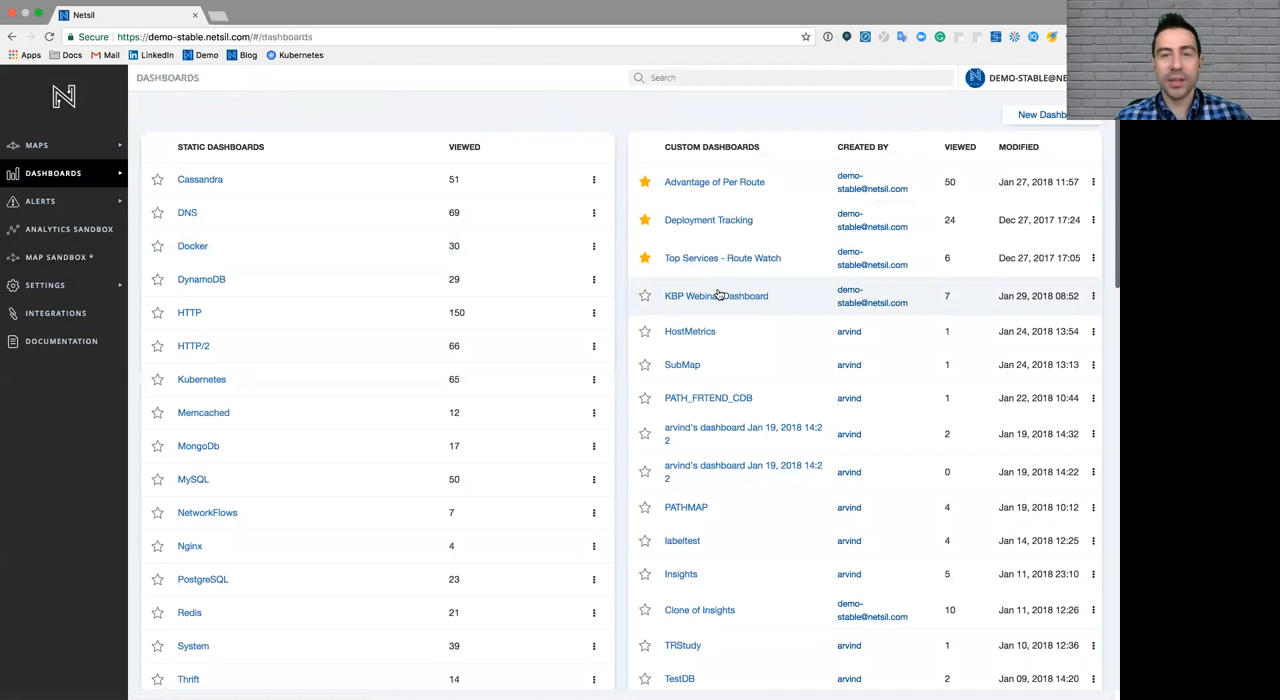 Netsil
Secure https://demo-stable.netsil.com/#/dashboards
Apps Docs Mail LinkedIn Demo Blog Kubernetes
DASHBOARDS
Search
DEMO-STABLE@NE
New Dashb
MAPS
DASHBOARDS
ALERTS
ANALYTICS SANDBOX
MAP SANDBOX *
SETTINGS
INTEGRATIONS
DOCUMENTATION
STATIC DASHBOARDS VIEWED
Cassandra 51
DNS 69
Docker 30
DynamoDB 29
HTTP 150
HTTP/2 66
Kubernetes 65
Memcached 12
MongoDb 17
MySQL 50
NetworkFlows 7
Nginx 4
PostgreSQL 23
Redis 21
System 39
Thrift 14
CUSTOM DASHBOARDS CREATED BY VIEWED MODIFIED
Advantage of Per Route demo-stable@netsil.com 50 Jan 27, 2018 11:57
Deployment Tracking demo-stable@netsil.com 24 Dec 27, 2017 17:24
Top Services - Route Watch demo-stable@netsil.com 6 Dec 27, 2017 17:05
KBP Webinar Dashboard demo-stable@netsil.com 7 Jan 29, 2018 08:52
HostMetrics arvind 1 Jan 24, 2018 13:54
SubMap arvind 1 Jan 24, 2018 13:13
PATH_FRTEND_CDB arvind 1 Jan 22, 2018 10:44
arvind's dashboard Jan 19, 2018 14:22 arvind 2 Jan 19, 2018 14:32
arvind's dashboard Jan 19, 2018 14:22 arvind 0 Jan 19, 2018 14:22
PATHMAP arvind 4 Jan 19, 2018 10:12
labeltest arvind 4 Jan 14, 2018 12:25
Insights arvind 5 Jan 11, 2018 23:10
Clone of Insights demo-stable@netsil.com 10 Jan 11, 2018 12:26
TRStudy arvind 1 Jan 10, 2018 12:36
TestDB arvind 2 Jan 09, 2018 14:20